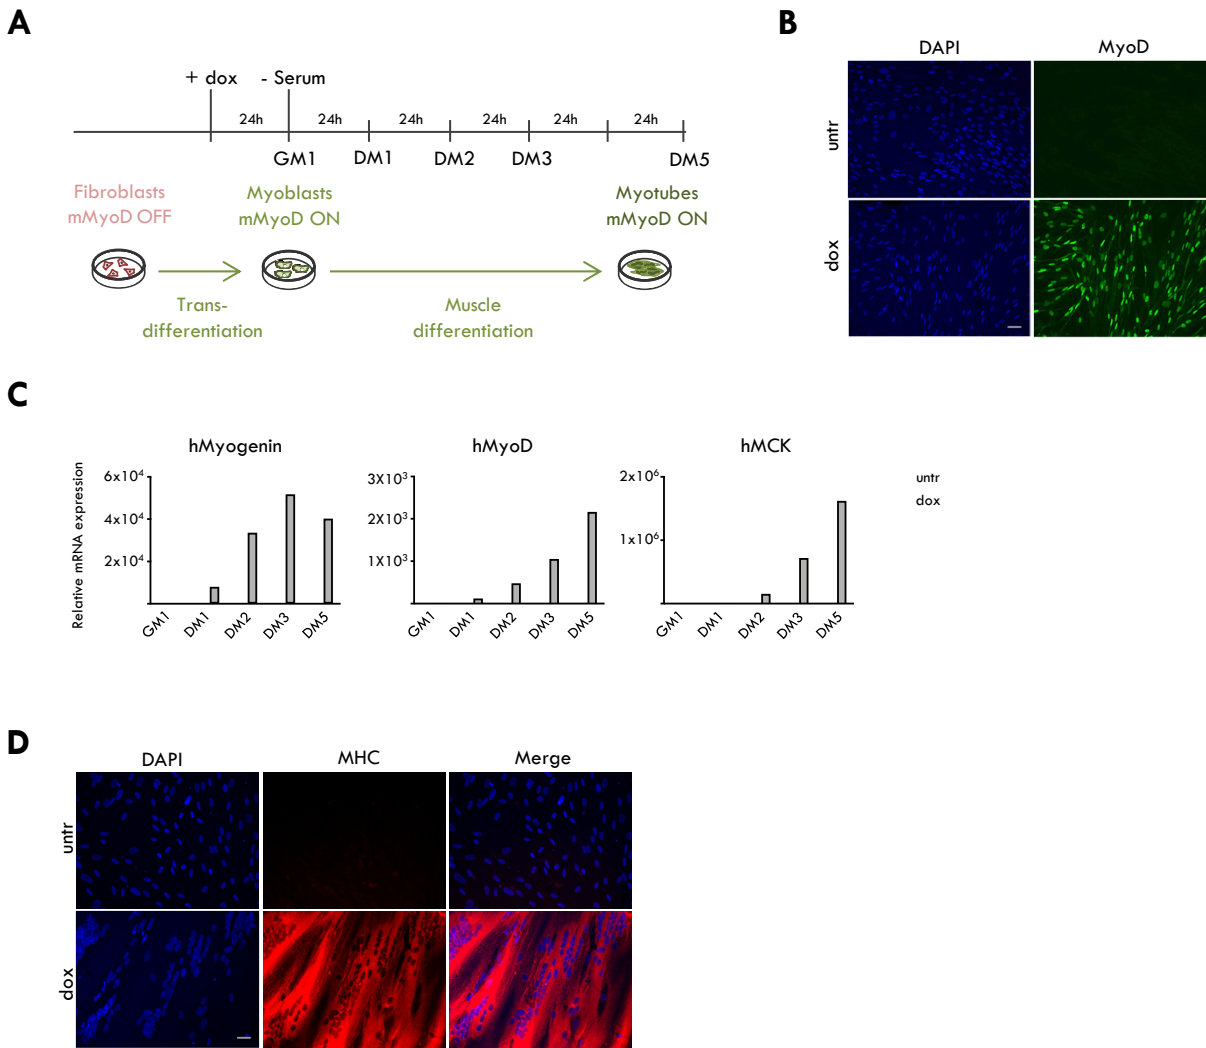 A
+ dox - Serum
24h 24h 24h 24h 24h 24h
GM1 DM1 DM2 DM3 DM5
Fibroblasts
mMyoD OFF
Myoblasts
mMyoD ON
Myotubes
mMyoD ON
Trans-
differentiation
Muscle
differentiation
B
DAPI MyoD
untr
dox
C
Relative mRNA expression
hMyogenin
6x10⁴
4x10⁴
2x10⁴
GM1 DM1 DM2 DM3 DM5
hMyoD
3X10³
2X10³
1X10³
GM1 DM1 DM2 DM3 DM5
hMCK
2x10⁶
1x10⁶
GM1 DM1 DM2 DM3 DM5
untr
dox
D
DAPI MHC Merge
untr
dox